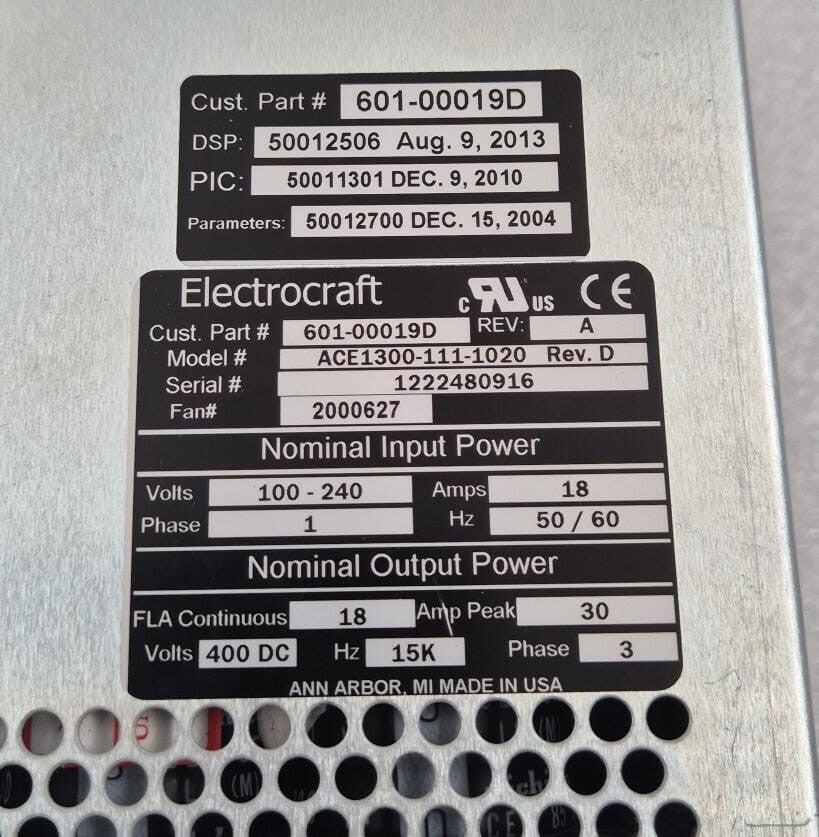 Cust. Part # 601-00019D
DSP: 50012506 Aug. 9, 2013
PIC: 50011301 DEC. 9, 2010
Parameters: 50012700 DEC. 15, 2004
Electrocraft c RU US CE
Cust. Part # 601-00019D REV: A
Model # ACE1300-111-1020 Rev. D
Serial # 1222480916
Fan# 2000627
Nominal Input Power
Volts 100 - 240 Amps 18
Phase 1 Hz 50 / 60
Nominal Output Power
FLA Continuous 18 Amp Peak 30
Volts 400 DC Hz 15K Phase 3
ANN ARBOR, MI MADE IN USA
S (M)
(M)
CE 85